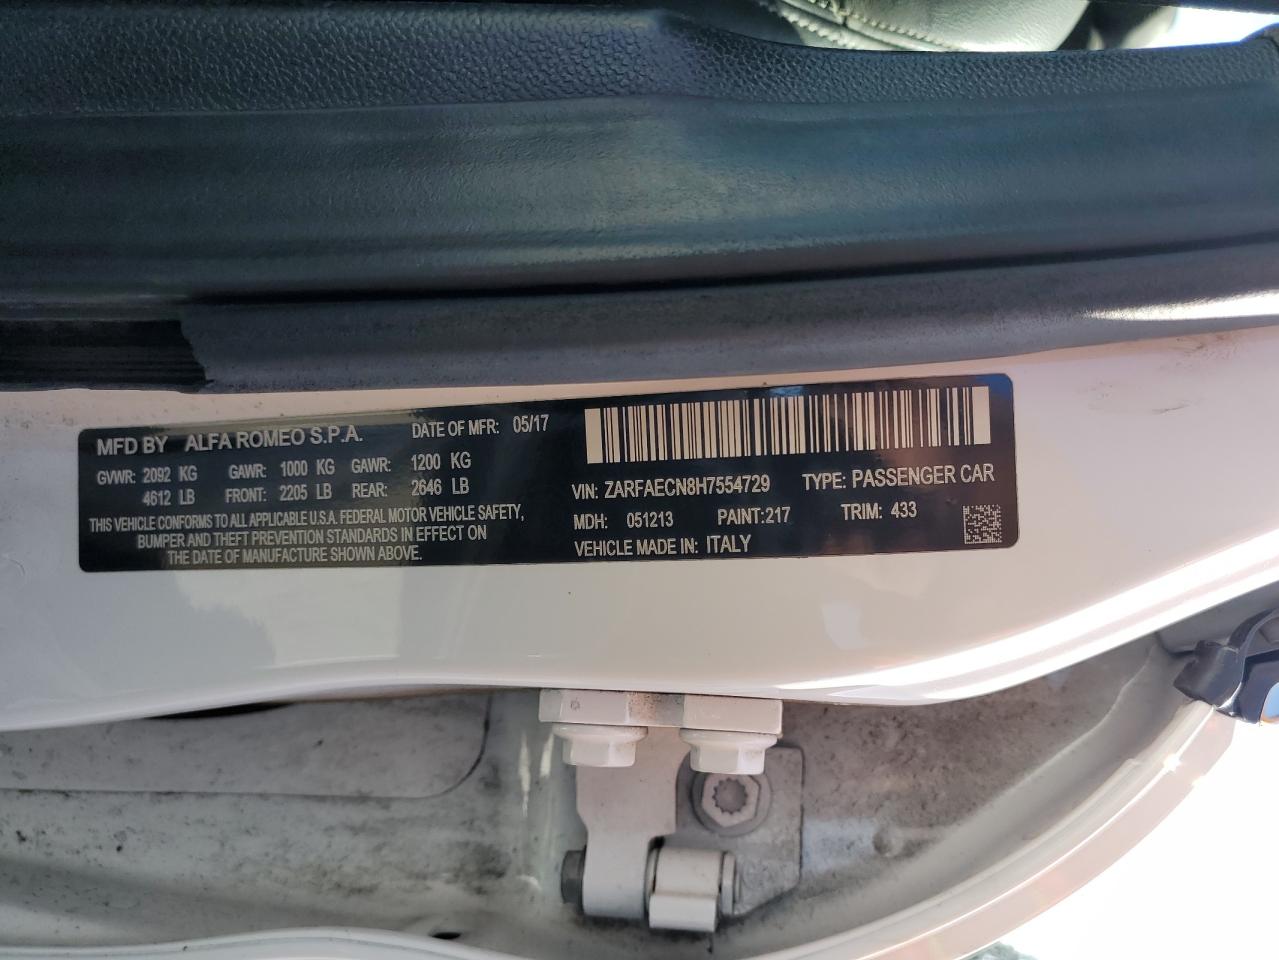 MFD BY ALFA ROMEO S.P.A. DATE OF MFR: 05/17
GVWR: 2092 KG GAWR: 1000 KG GAWR: 1200 KG
4612 LB FRONT: 2205 LB REAR: 2646 LB
THIS VEHICLE CONFORMS TO ALL APPLICABLE U.S.A. FEDERAL MOTOR VEHICLE SAFETY,
BUMPER AND THEFT PREVENTION STANDARDS IN EFFECT ON
THE DATE OF MANUFACTURE SHOWN ABOVE.
VIN: ZARFAECN8H7554729 TYPE: PASSENGER CAR
MDH: 051213 PAINT:217 TRIM: 433
VEHICLE MADE IN: ITALY